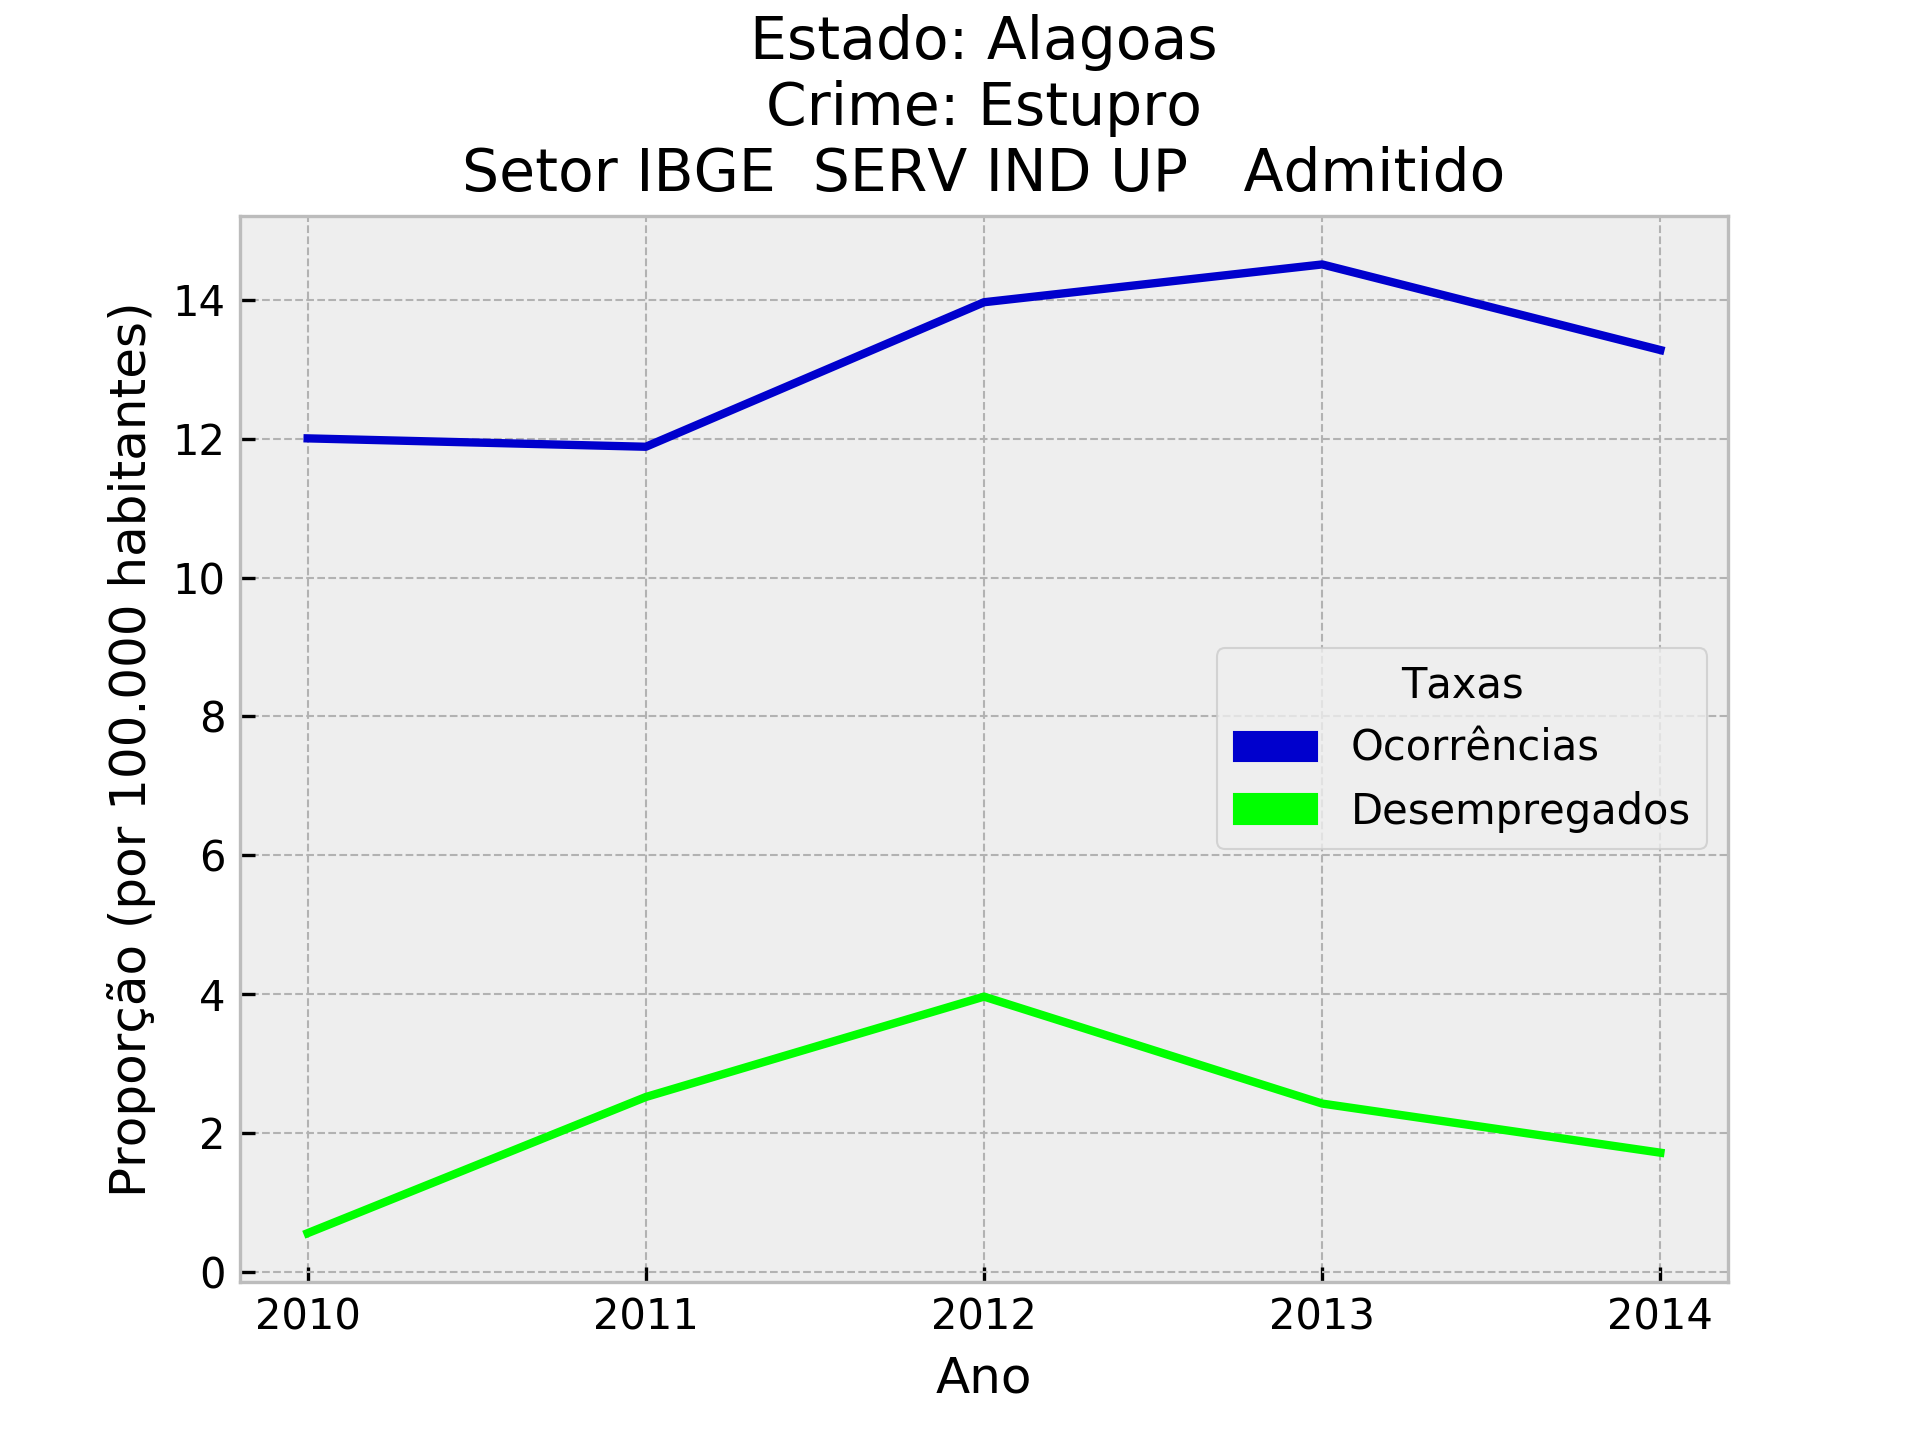 Estado: Alagoas
Crime: Estupro
Setor IBGE  SERV IND UP   Admitido
Proporção (por 100.000 habitantes)
14
12
10
8
6
4
2
0
Taxas
Ocorrências
Desempregados
2010 2011 2012 2013 2014
Ano